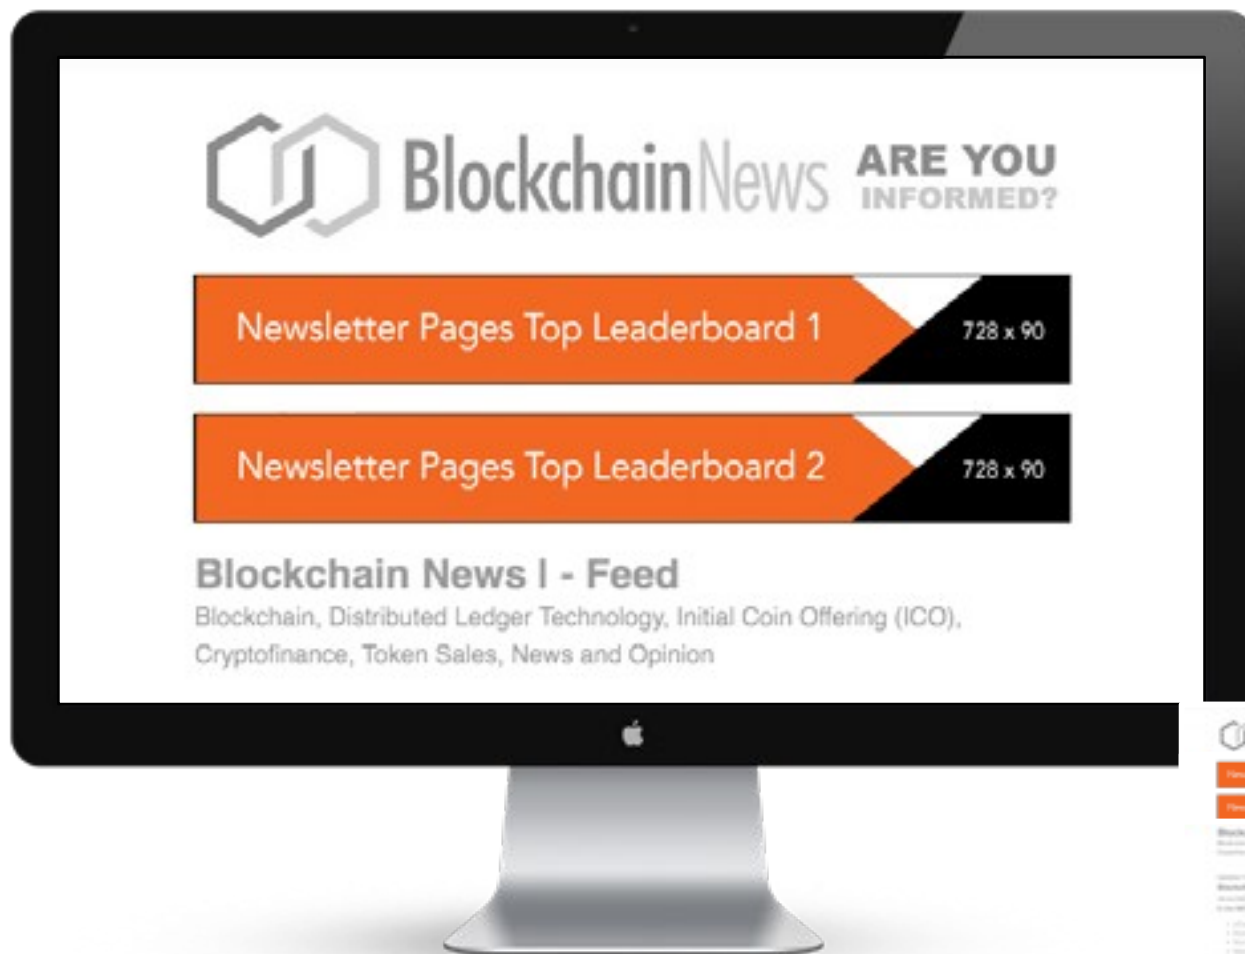 BlockchainNews
ARE YOU
INFORMED?
Newsletter Pages Top Leaderboard 1
728 x 90
Newsletter Pages Top Leaderboard 2
728 x 90
Blockchain News | - Feed
Blockchain, Distributed Ledger Technology, Initial Coin Offering (ICO),
Cryptofinance, Token Sales, News and Opinion